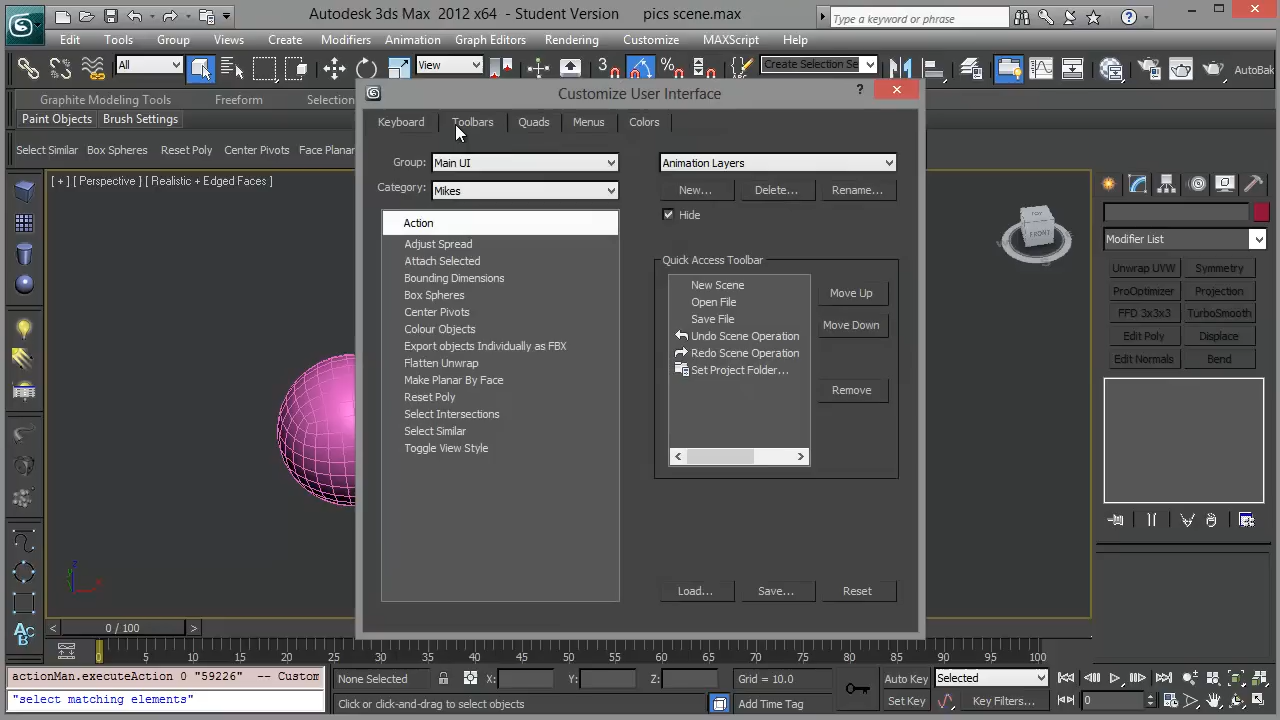 Autodesk 3ds Max 2012 x64 - Student Version pics scene.max
Type a keyword or phrase
Edit Tools Group Views Create Modifiers Animation Graph Editors Rendering Customize MAXScript Help
All View 3 Create Selection Se AutoBak
Graphite Modeling Tools Freeform Selection
Paint Objects Brush Settings
Select Similar Box Spheres Reset Poly Center Pivots Face Planar
[ + ] [ Perspective ] [ Realistic + Edged Faces ]
Customize User Interface
?
Keyboard Toolbars Quads Menus Colors
Group: Main UI
Category: Mikes
Action
Adjust Spread
Attach Selected
Bounding Dimensions
Box Spheres
Center Pivots
Colour Objects
Export objects Individually as FBX
Flatten Unwrap
Make Planar By Face
Reset Poly
Select Intersections
Select Similar
Toggle View Style
Animation Layers
New... Delete... Rename...
Hide
Quick Access Toolbar
New Scene
Open File
Save File
Undo Scene Operation
Redo Scene Operation
Set Project Folder...
Move Up
Move Down
Remove
Load... Save... Reset
TOP
FRONT
Modifier List
Unwrap UVW Symmetry
ProOptimizer Projection
FFD 3x3x3 TurboSmooth
Edit Poly Displace
Edit Normals Bend
z
y
x
0 / 100
0 5 10 15 20 25 30 35 40 45 50 55 60 65 70 75 80 85 90 95 100
actionMan.executeAction 0 "59226" -- Custom
"select matching elements"
None Selected X: Y: Z: Grid = 10.0
Click or click-and-drag to select objects Add Time Tag
Auto Key Selected
Set Key Key Filters... 0